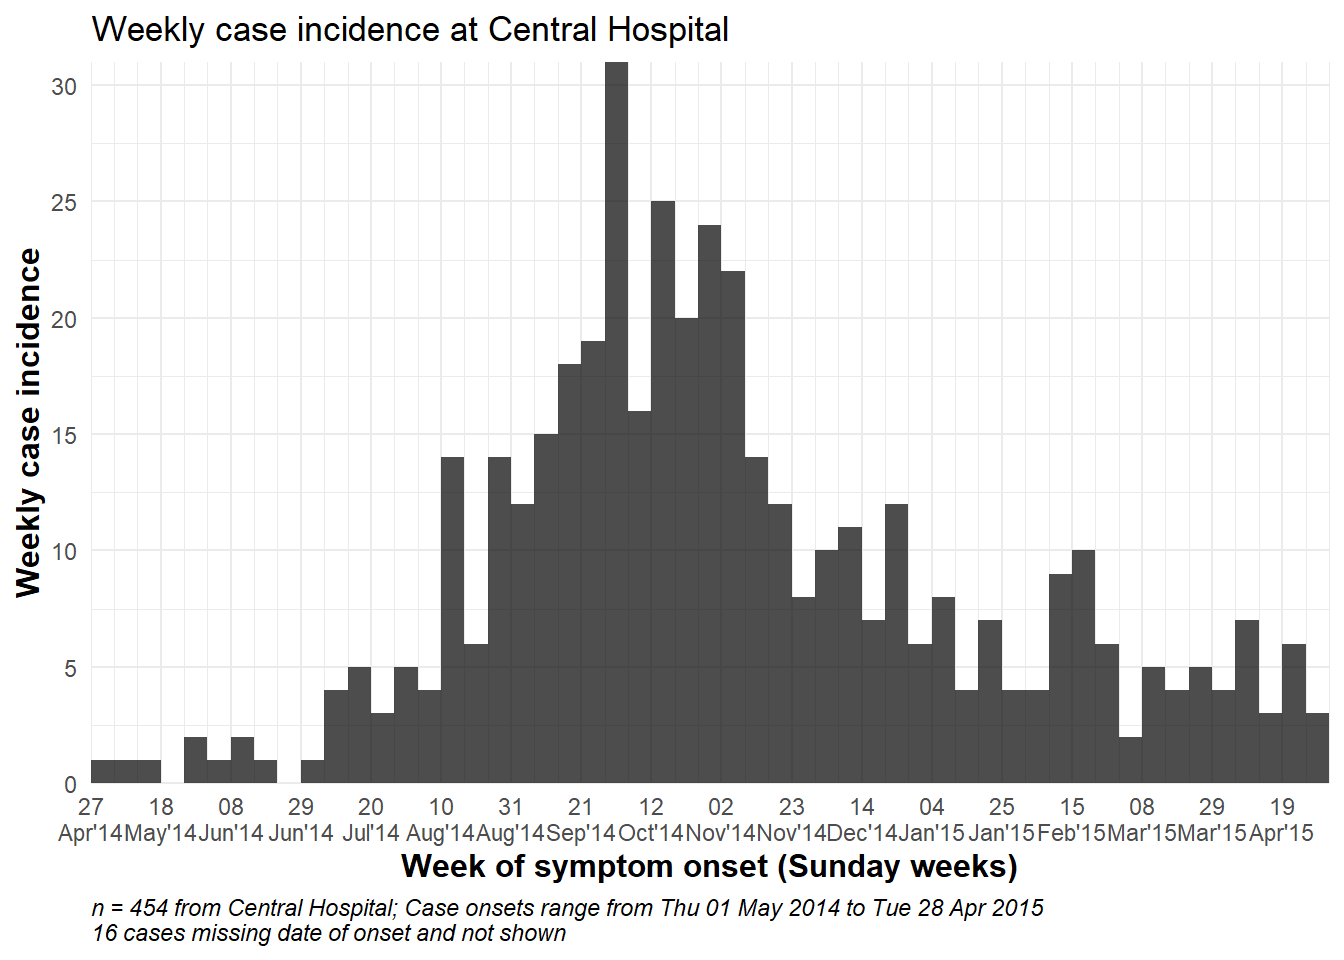 Weekly case incidence at Central Hospital
Weekly case incidence
30
25
20
15
10
5
0
27 18 08 29 20 10 31 21 12 02 23 14 04 25 15 08 29 19
Apr'14 May'14 Jun'14 Jun'14 Jul'14 Aug'14 Aug'14 Sep'14 Oct'14 Nov'14 Nov'14 Dec'14 Jan'15 Jan'15 Feb'15 Mar'15 Mar'15 Apr'15
Week of symptom onset (Sunday weeks)
n = 454 from Central Hospital; Case onsets range from Thu 01 May 2014 to Tue 28 Apr 2015
16 cases missing date of onset and not shown